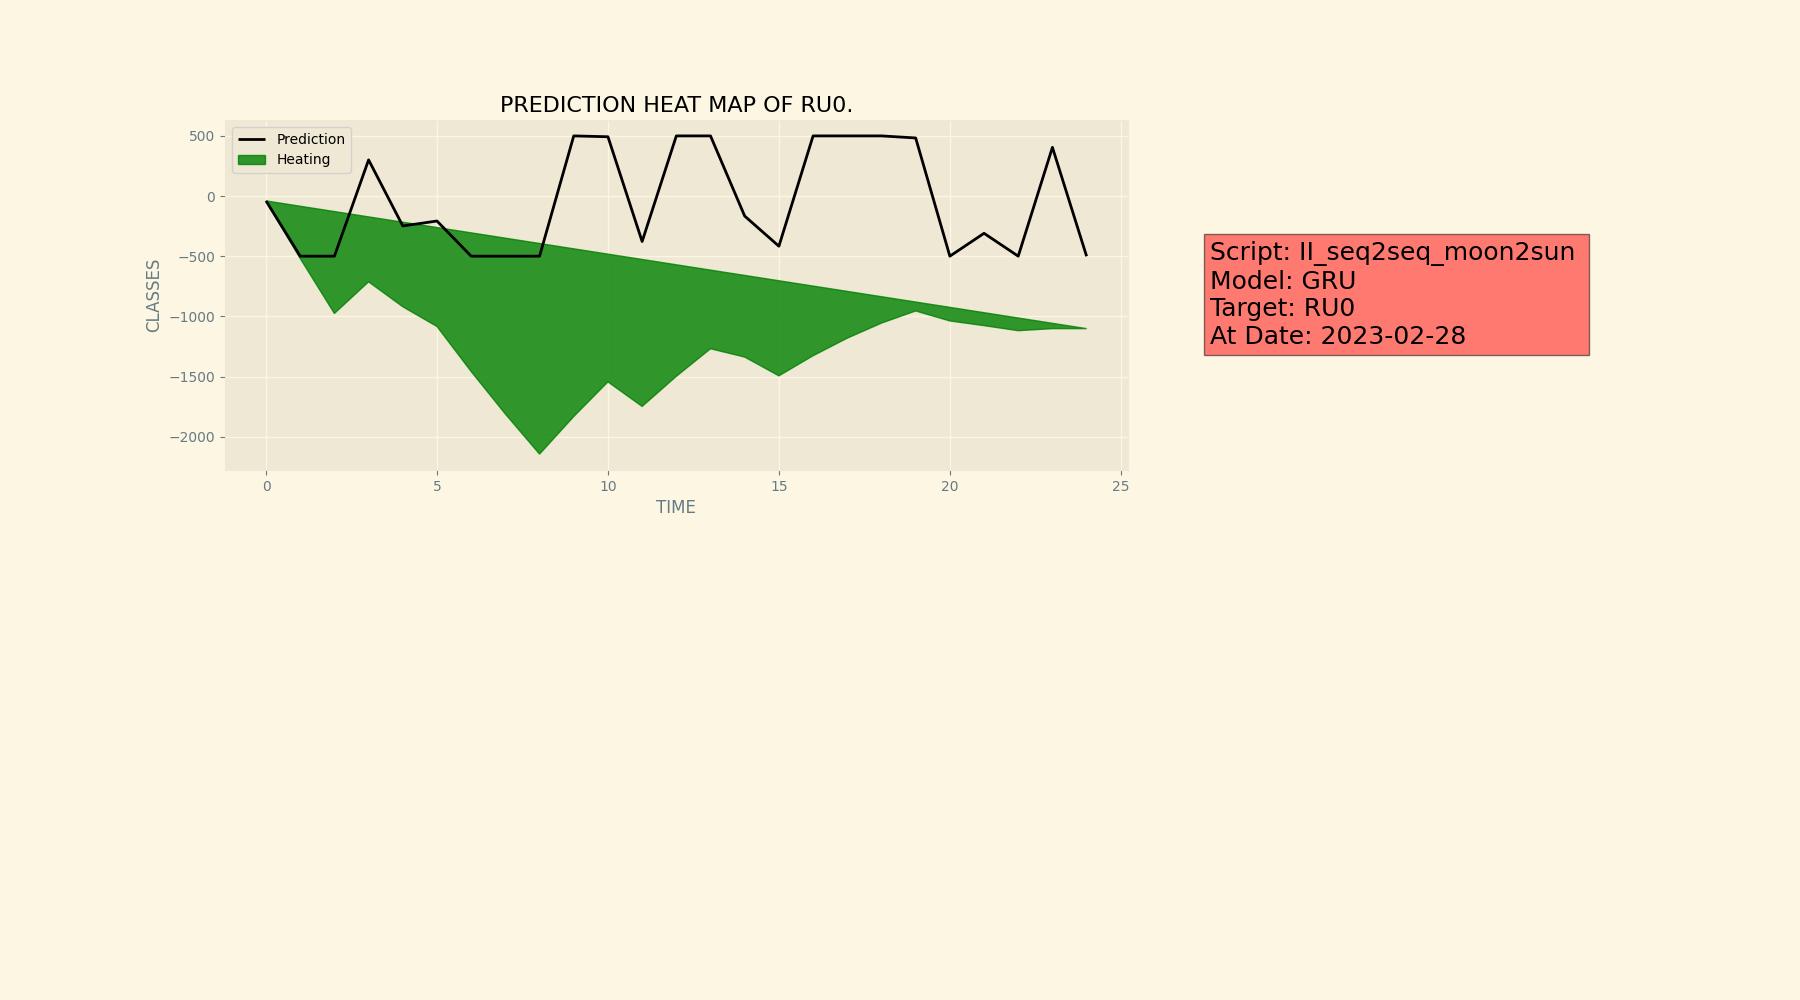 PREDICTION HEAT MAP OF RU0.
Prediction
Heating
500
0
−500
−1000
−1500
−2000
CLASSES
0 5 10 15 20 25
TIME
Script: II_seq2seq_moon2sun
Model: GRU
Target: RU0
At Date: 2023-02-28